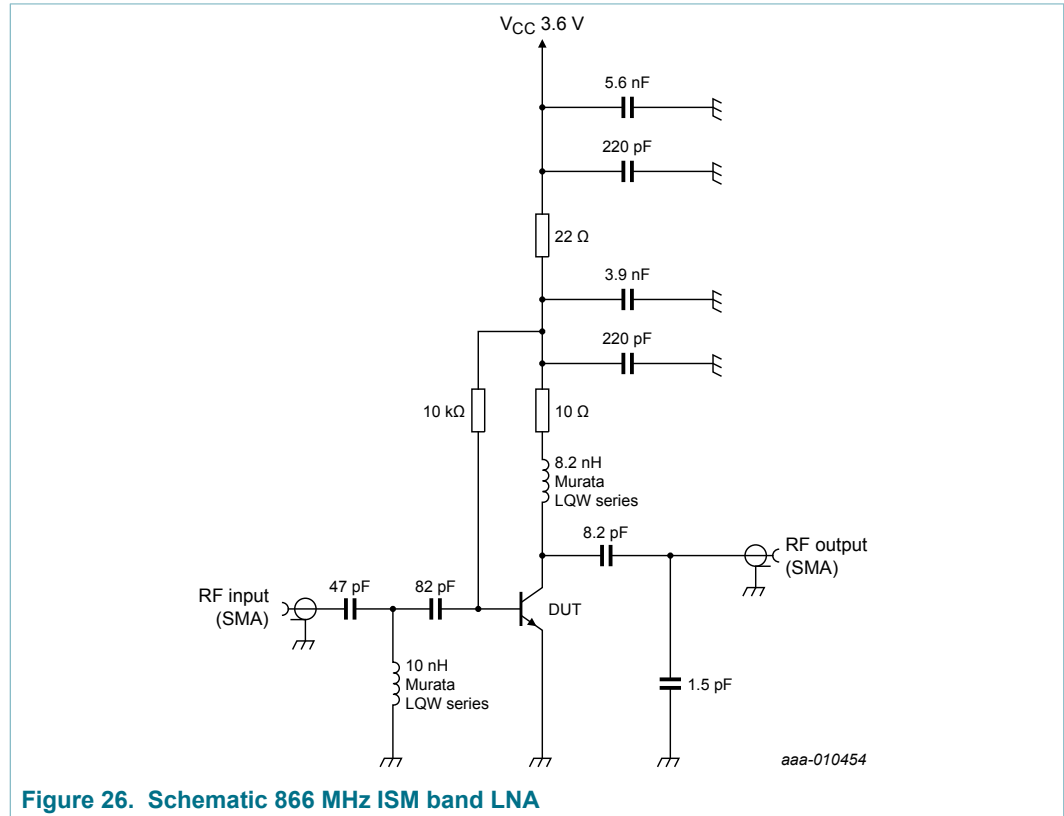 VCC 3.6 V
5.6 nF
220 pF
22 Ω
3.9 nF
220 pF
10 kΩ
10 Ω
8.2 nH
Murata
LQW series
8.2 pF
RF output
(SMA)
47 pF
82 pF
RF input
(SMA)
DUT
10 nH
Murata
LQW series
1.5 pF
aaa-010454
Figure 26. Schematic 866 MHz ISM band LNA